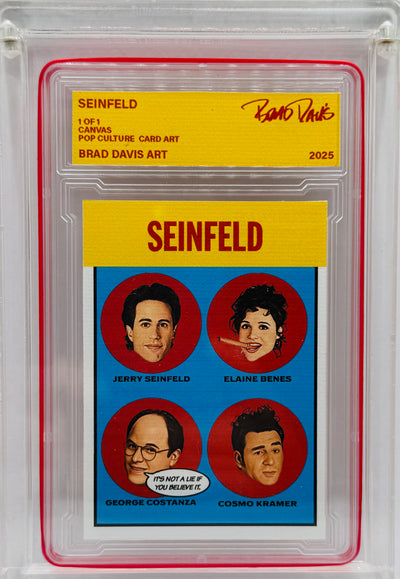 SEINFELD
Brad Davis
1 OF 1
CANVAS
POP CULTURE CARD ART
BRAD DAVIS ART
2025
SEINFELD
JERRY SEINFELD
ELAINE BENES
IT'S NOT A LIE IF
YOU BELIEVE IT.
GEORGE COSTANZA
COSMO KRAMER